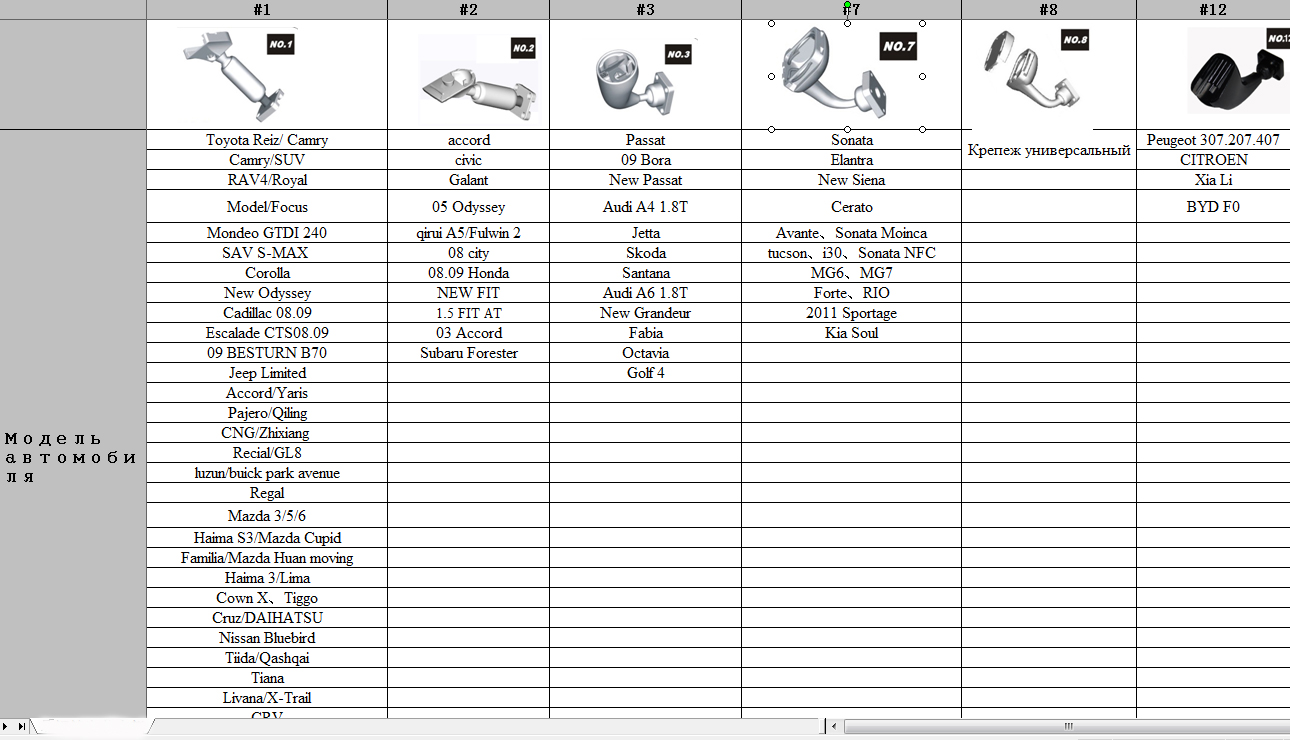 #1 #2 #3 #7 #8 #12
NO.1 NO.2 NO.3 NO.7 NO.8
Toyota Reiz/ Camry accord Passat Sonata Крепеж универсальный Peugeot 307.207.407
Camry/SUV civic 09 Bora Elantra CITROEN
RAV4/Royal Galant New Passat New Siena Xia Li
Model/Focus 05 Odyssey Audi A4 1.8T Cerato BYD F0
Mondeo GTDI 240 qirui A5/Fulwin 2 Jetta Avante、Sonata Moinca
SAV S-MAX 08 city Skoda tucson、i30、Sonata NFC
Corolla 08.09 Honda Santana MG6、MG7
New Odyssey NEW FIT Audi A6 1.8T Forte、RIO
Cadillac 08.09 1.5 FIT AT New Grandeur 2011 Sportage
Escalade CTS08.09 03 Accord Fabia Kia Soul
09 BESTURN B70 Subaru Forester Octavia
Jeep Limited Golf 4
Accord/Yaris
Pajero/Qiling
CNG/Zhixiang
Модель
автомоби
ля
Recial/GL8
luzun/buick park avenue
Regal
Mazda 3/5/6
Haima S3/Mazda Cupid
Familia/Mazda Huan moving
Haima 3/Lima
Cown X、Tiggo
Cruz/DAIHATSU
Nissan Bluebird
Tiida/Qashqai
Tiana
Livana/X-Trail
CRV